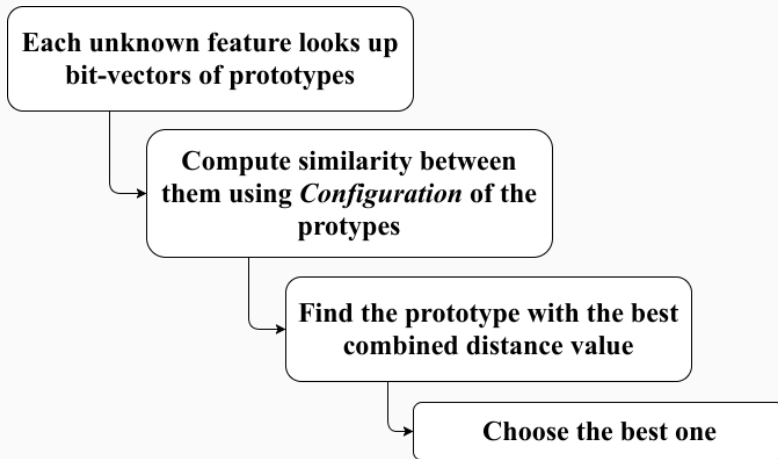 Each unknown feature looks up
bit-vectors of prototypes
Compute similarity between
them using Configuration of the
protypes
Find the prototype with the best
combined distance value
Choose the best one